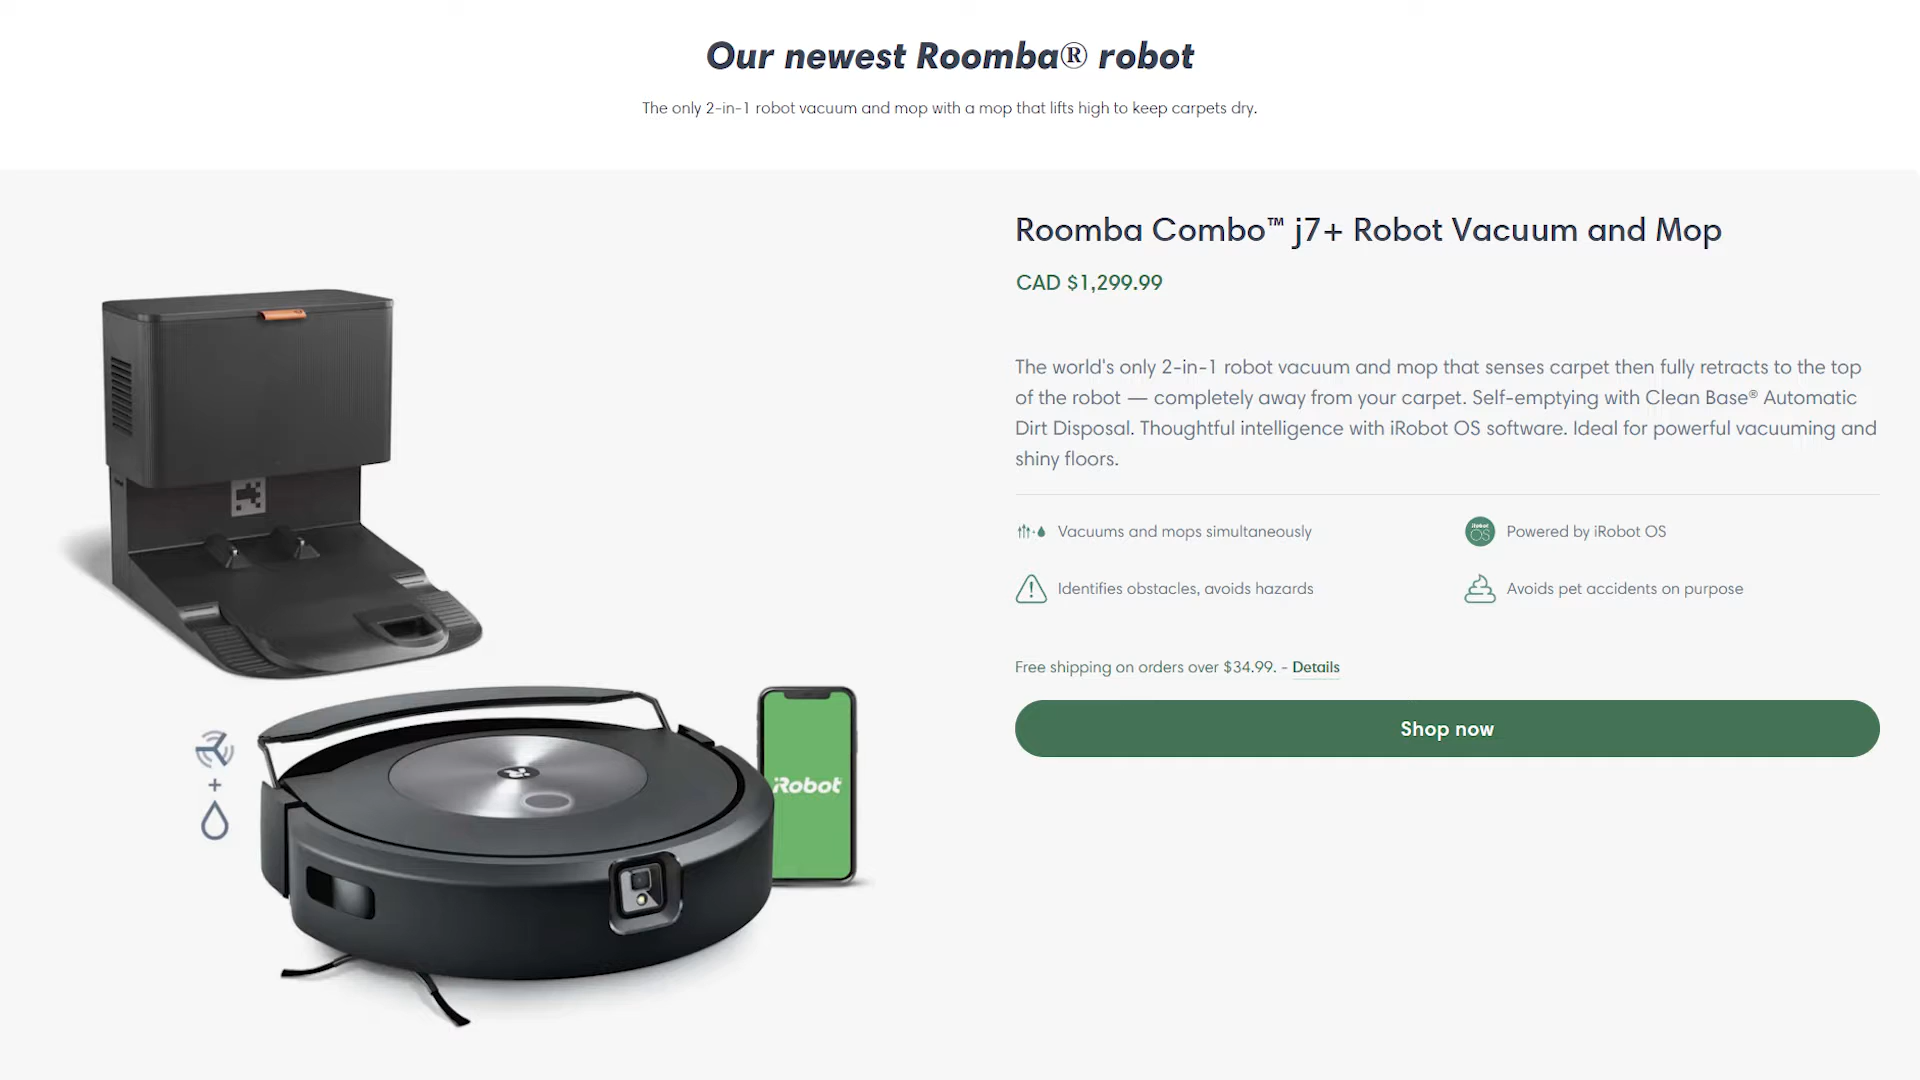 Our newest Roomba® robot
The only 2-in-1 robot vacuum and mop with a mop that lifts high to keep carpets dry.
Roomba Combo™ j7+ Robot Vacuum and Mop
CAD $1,299.99
The world's only 2-in-1 robot vacuum and mop that senses carpet then fully retracts to the top
of the robot — completely away from your carpet. Self-emptying with Clean Base® Automatic
Dirt Disposal. Thoughtful intelligence with iRobot OS software. Ideal for powerful vacuuming and
shiny floors.
Vacuums and mops simultaneously
iRobot
OS
Powered by iRobot OS
Identifies obstacles, avoids hazards
Avoids pet accidents on purpose
Free shipping on orders over $34.99. - Details
Shop now
iRobot